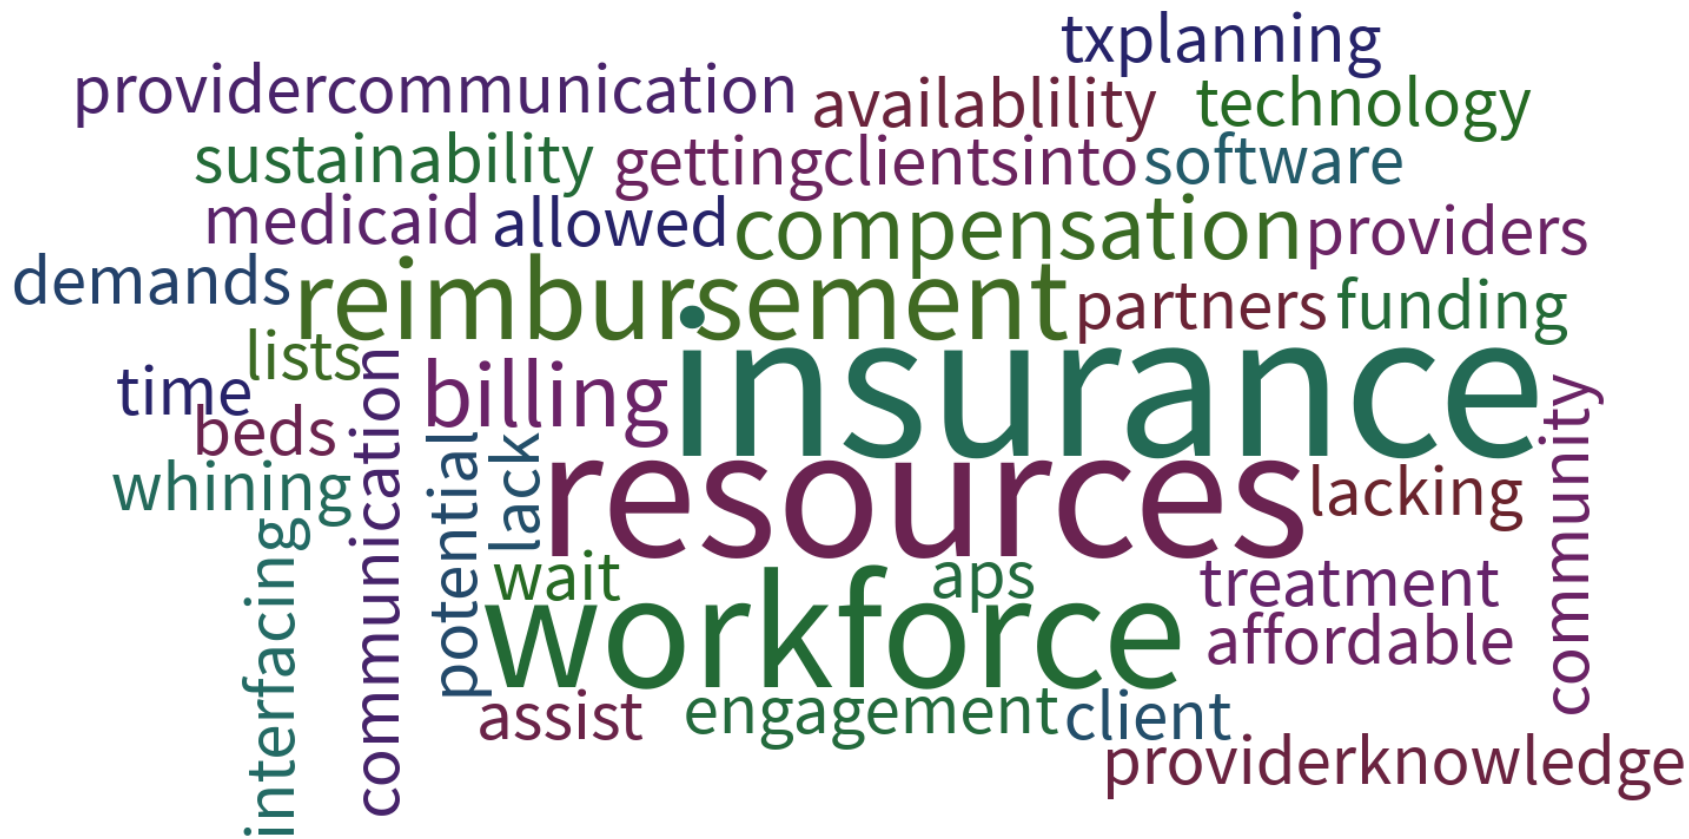 txplanning
providercommunication
availablility
technology
sustainability
gettingclientsinto
software
medicaid
allowed
compensation
providers
demands
reimbursement
partners
funding
lists
time
billing
insurance
beds
communication
community
whining
potential
lack
resources
lacking
interfacing
wait
aps
treatment
workforce
affordable
assist
engagement
client
providerknowledge